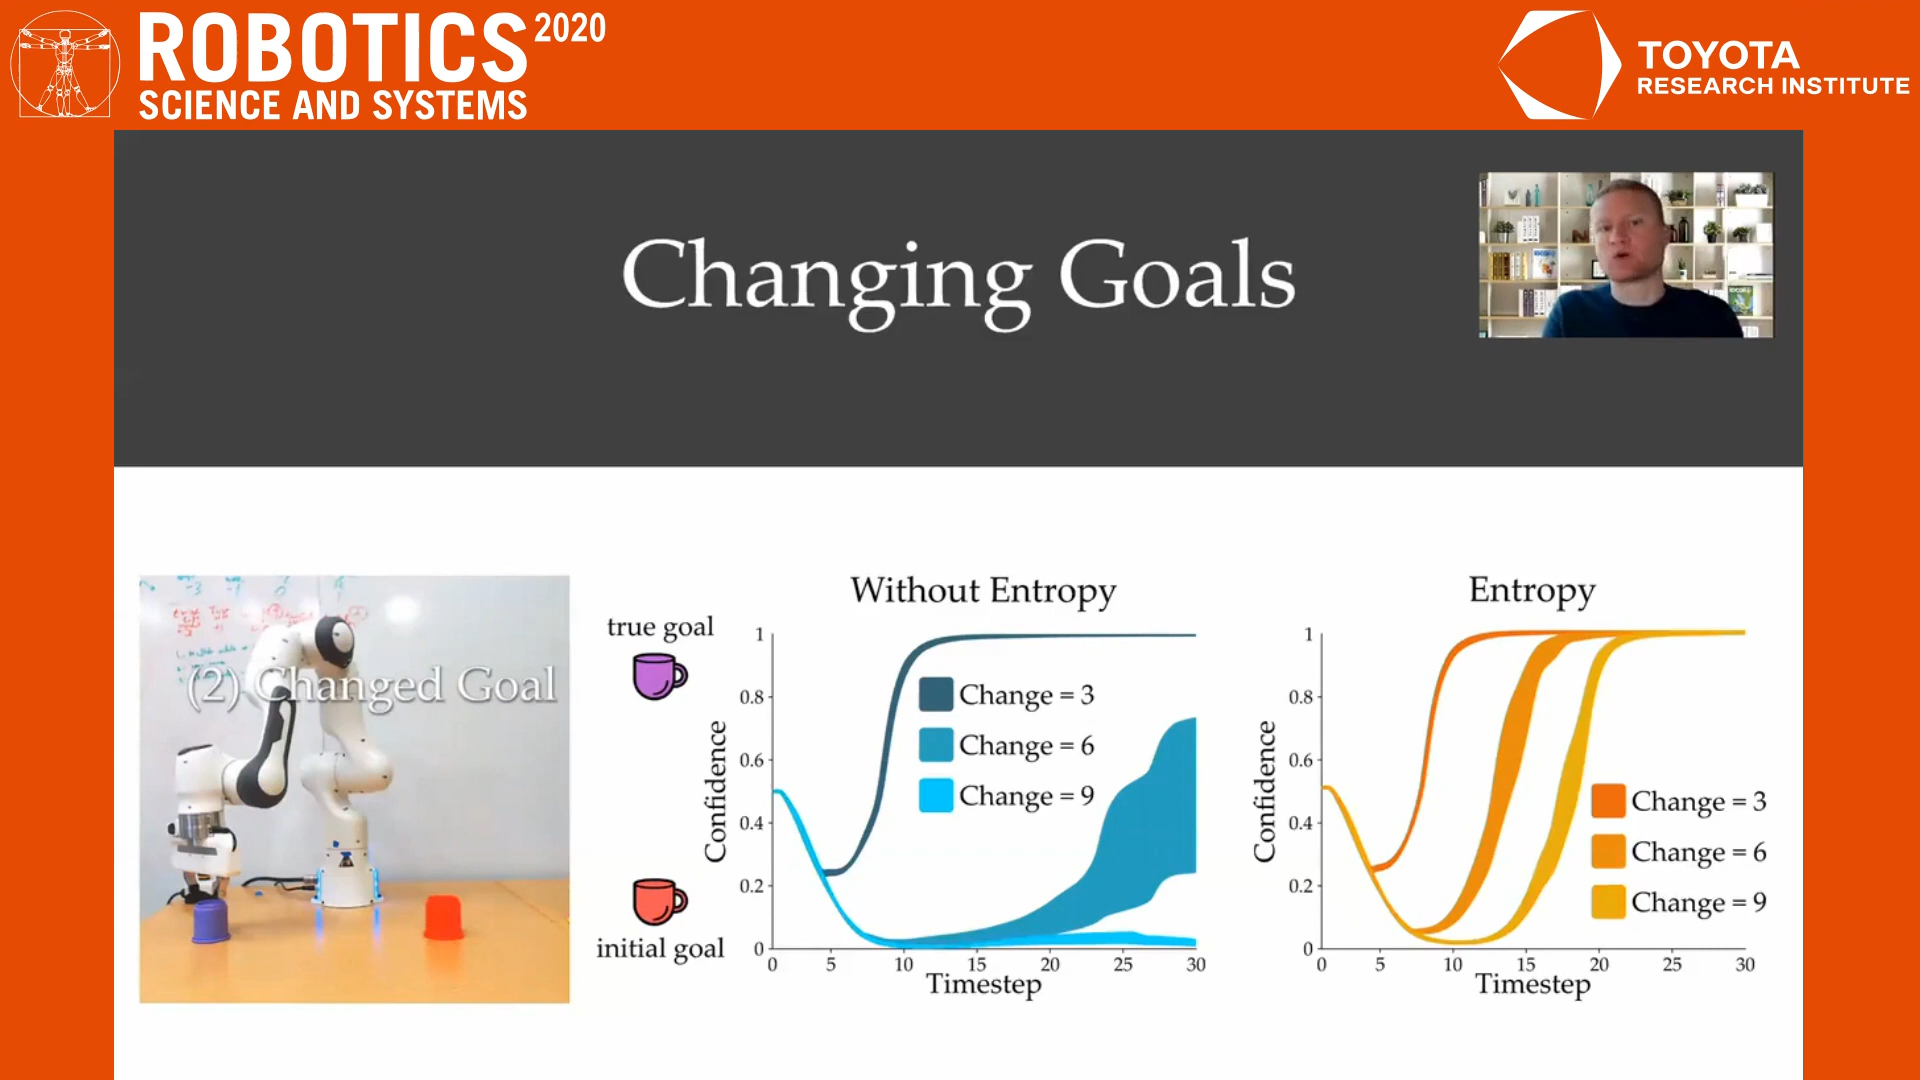 ROBOTICS 2020
SCIENCE AND SYSTEMS
TOYOTA
RESEARCH INSTITUTE
Changing Goals
(2) Changed Goal
true goal
initial goal
Without Entropy
Confidence
1
0.8
0.6
0.4
0.2
0
Change = 3
Change = 6
Change = 9
0 5 10 15 20 25 30
Timestep
Entropy
Confidence
1
0.8
0.6
0.4
0.2
0
Change = 3
Change = 6
Change = 9
0 5 10 15 20 25 30
Timestep